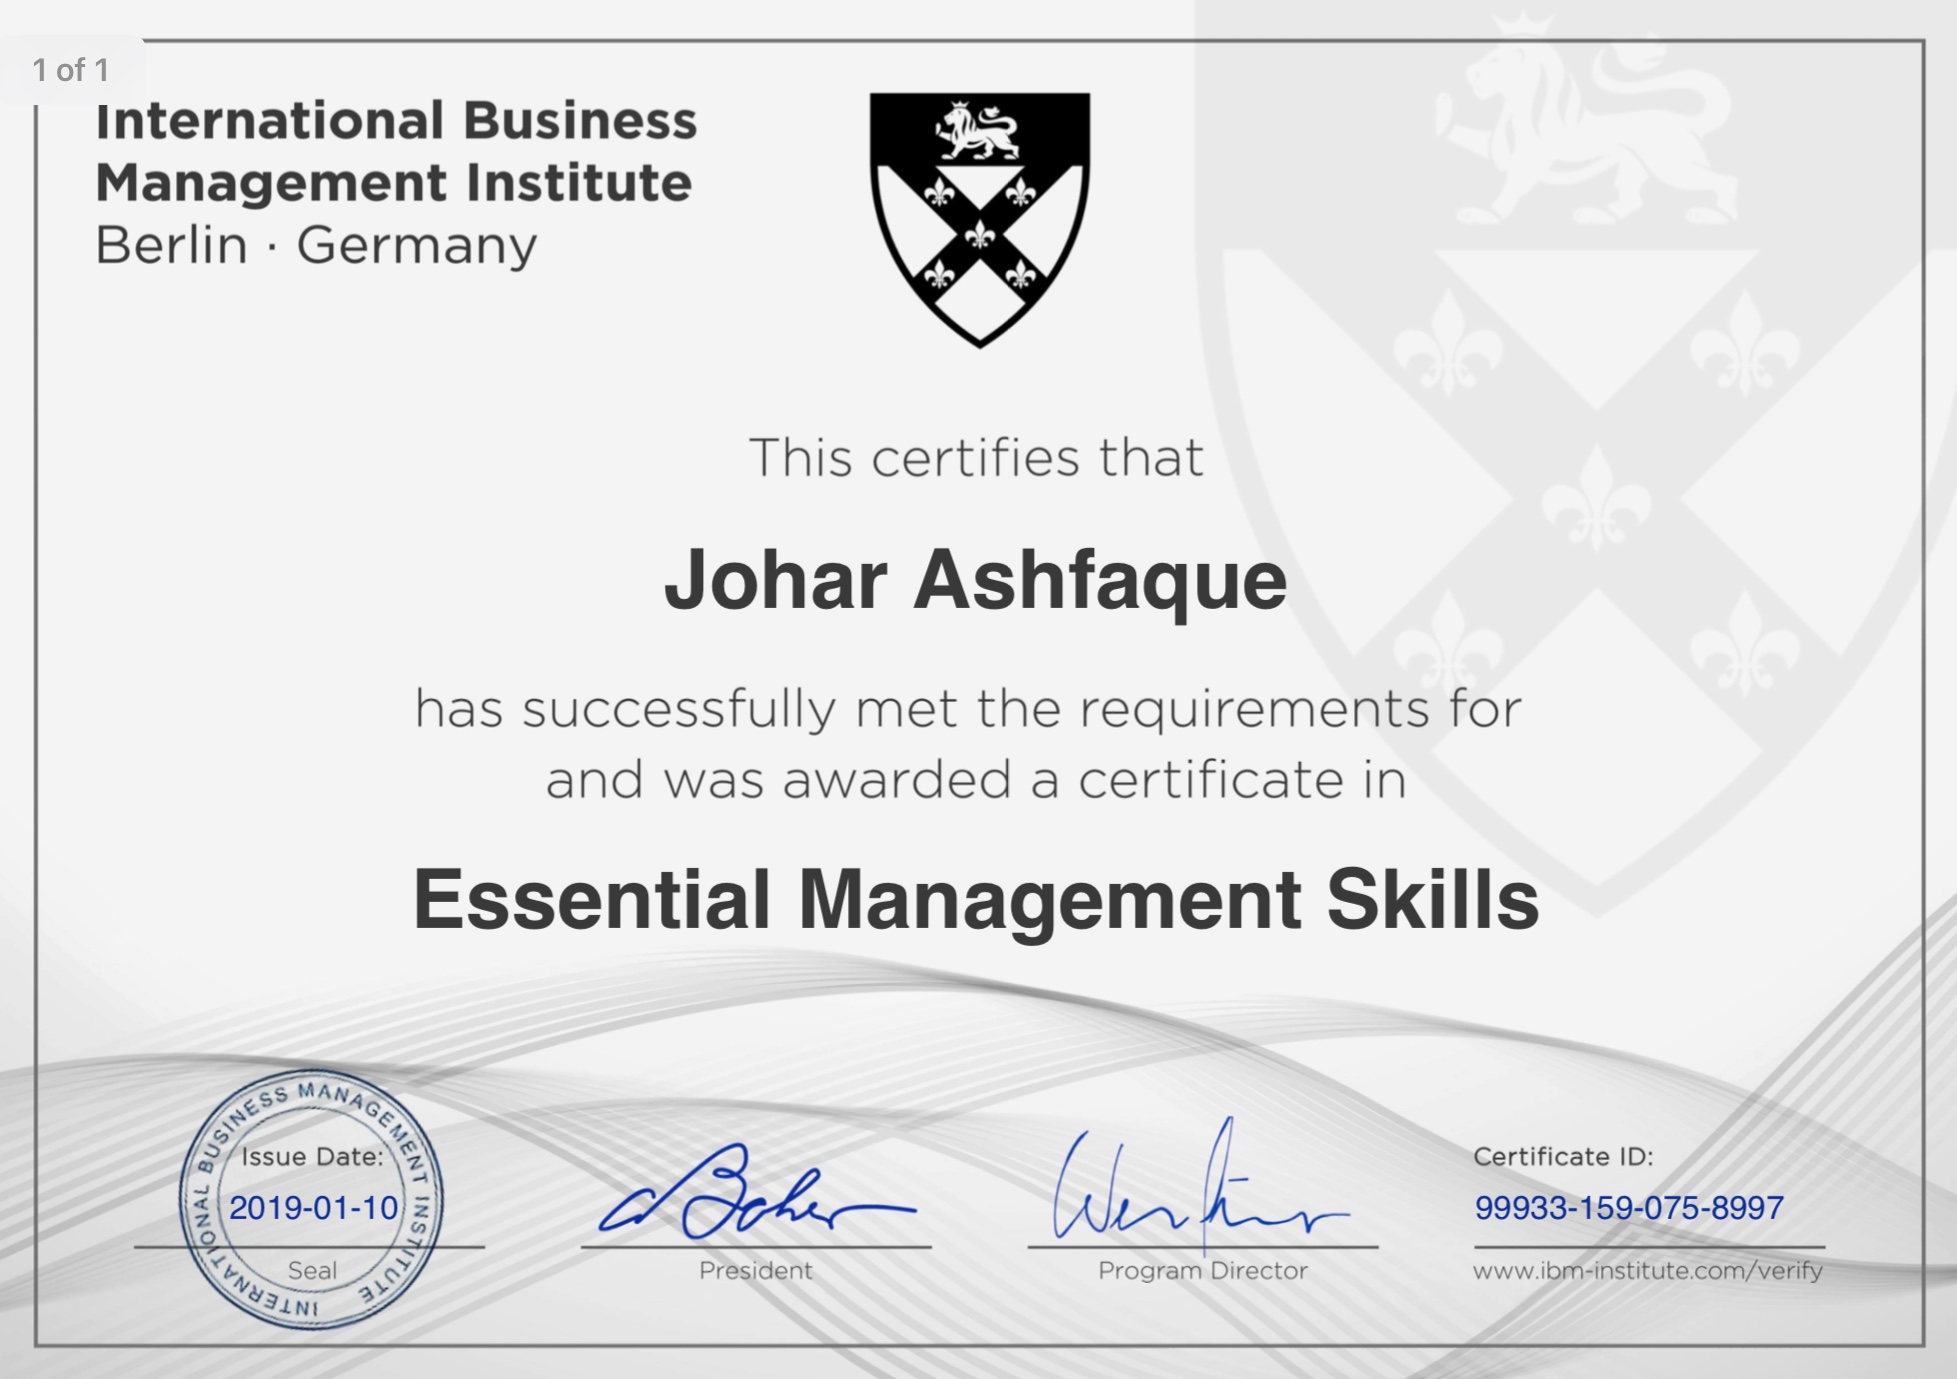 1 of 1
International Business
Management Institute
Berlin · Germany
This certifies that
Johar Ashfaque
has successfully met the requirements for
and was awarded a certificate in
Essential Management Skills
INTERNATIONAL BUSINESS MANAGEMENT INSTITUTE
Issue Date:
2019-01-10
Seal
President
Program Director
Certificate ID:
99933-159-075-8997
www.ibm-institute.com/verify